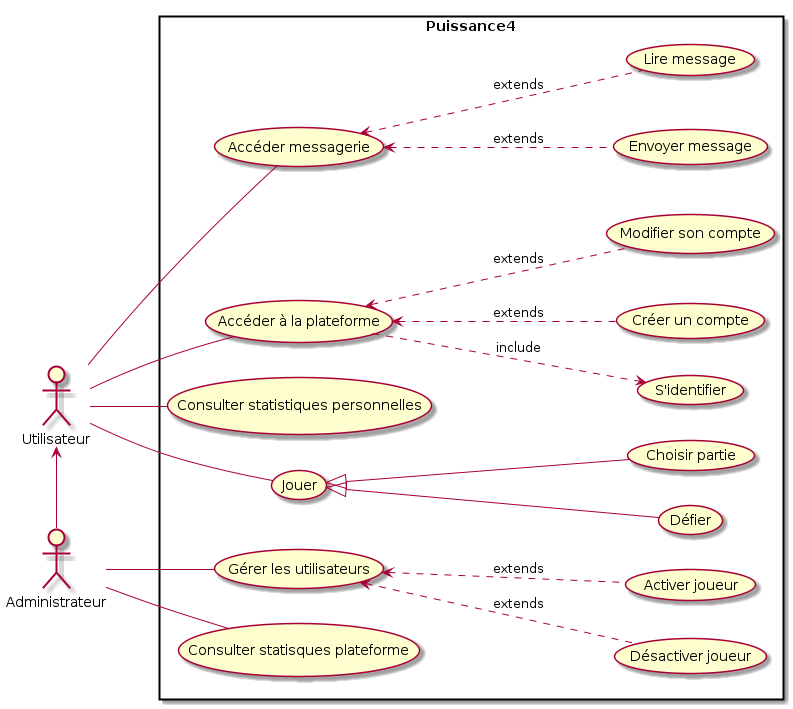 Puissance4
Lire message
extends
Accéder messagerie
extends
Envoyer message
Modifier son compte
extends
Accéder à la plateforme
extends
Créer un compte
include
S'identifier
Consulter statistiques personnelles
Utilisateur
Choisir partie
Jouer
Défier
Gérer les utilisateurs
extends
Activer joueur
Administrateur
extends
Consulter statisques plateforme
Désactiver joueur